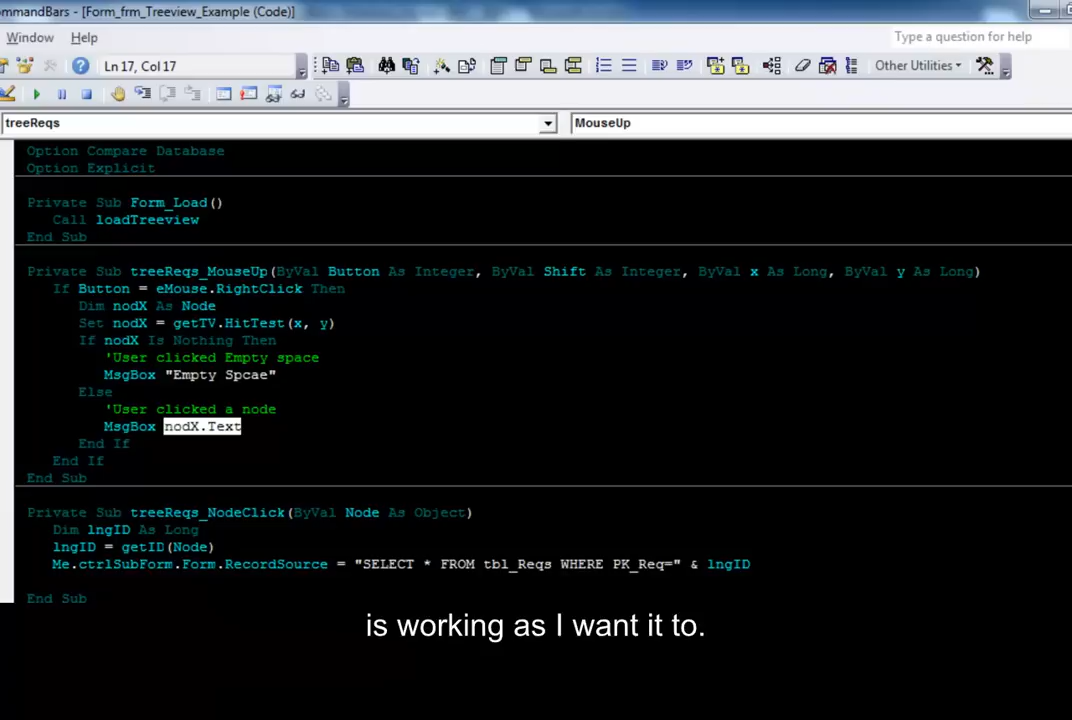 ommandBars - [Form_frm_Treeview_Example (Code)]
Window Help Type a question for help
Ln 17, Col 17 Other Utilities
treeReqs MouseUp
Option Compare Database
Option Explicit
Private Sub Form_Load()
Call loadTreeview
End Sub
Private Sub treeReqs_MouseUp(ByVal Button As Integer, ByVal Shift As Integer, ByVal x As Long, ByVal y As Long)
If Button = eMouse.RightClick Then
Dim nodX As Node
Set nodX = getTV.HitTest(x, y)
If nodX Is Nothing Then
'User clicked Empty space
MsgBox "Empty Spcae"
Else
'User clicked a node
MsgBox nodX.Text
End If
End If
End Sub
Private Sub treeReqs_NodeClick(ByVal Node As Object)
Dim lngID As Long
lngID = getID(Node)
Me.ctrlSubForm.Form.RecordSource = "SELECT * FROM tbl_Reqs WHERE PK_Req=" & lngID
End Sub
is working as I want it to.